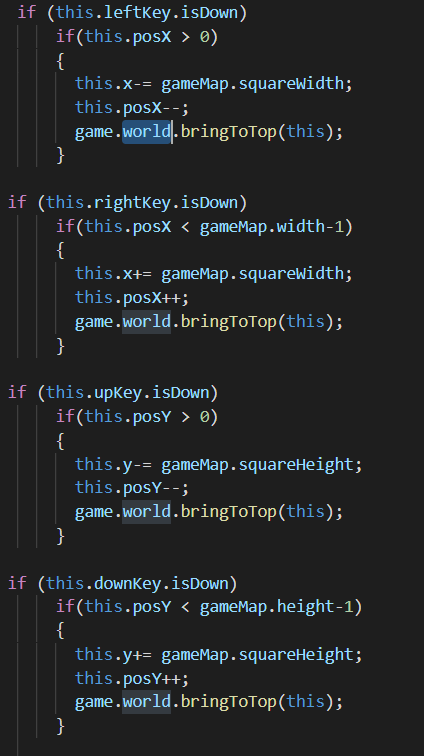 if (this.leftKey.isDown)
if(this.posX > 0)
{
this.x-= gameMap.squareWidth;
this.posX--;
game.world.bringToTop(this);
}
if (this.rightKey.isDown)
if(this.posX < gameMap.width-1)
{
this.x+= gameMap.squareWidth;
this.posX++;
game.world.bringToTop(this);
}
if (this.upKey.isDown)
if(this.posY > 0)
{
this.y-= gameMap.squareHeight;
this.posY--;
game.world.bringToTop(this);
}
if (this.downKey.isDown)
if(this.posY < gameMap.height-1)
{
this.y+= gameMap.squareHeight;
this.posY++;
game.world.bringToTop(this);
}